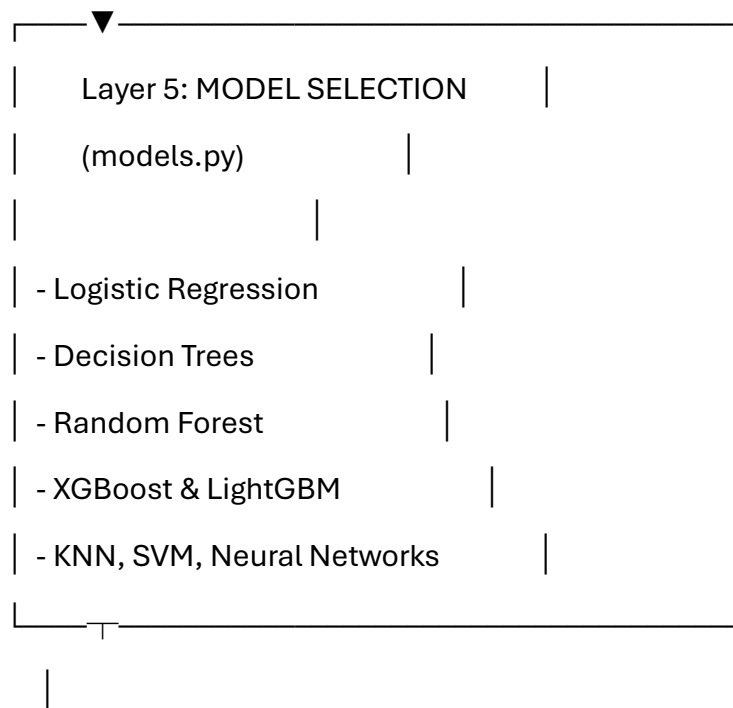 Layer 5: MODEL SELECTION
(models.py)
- Logistic Regression
- Decision Trees
- Random Forest
- XGBoost & LightGBM
- KNN, SVM, Neural Networks